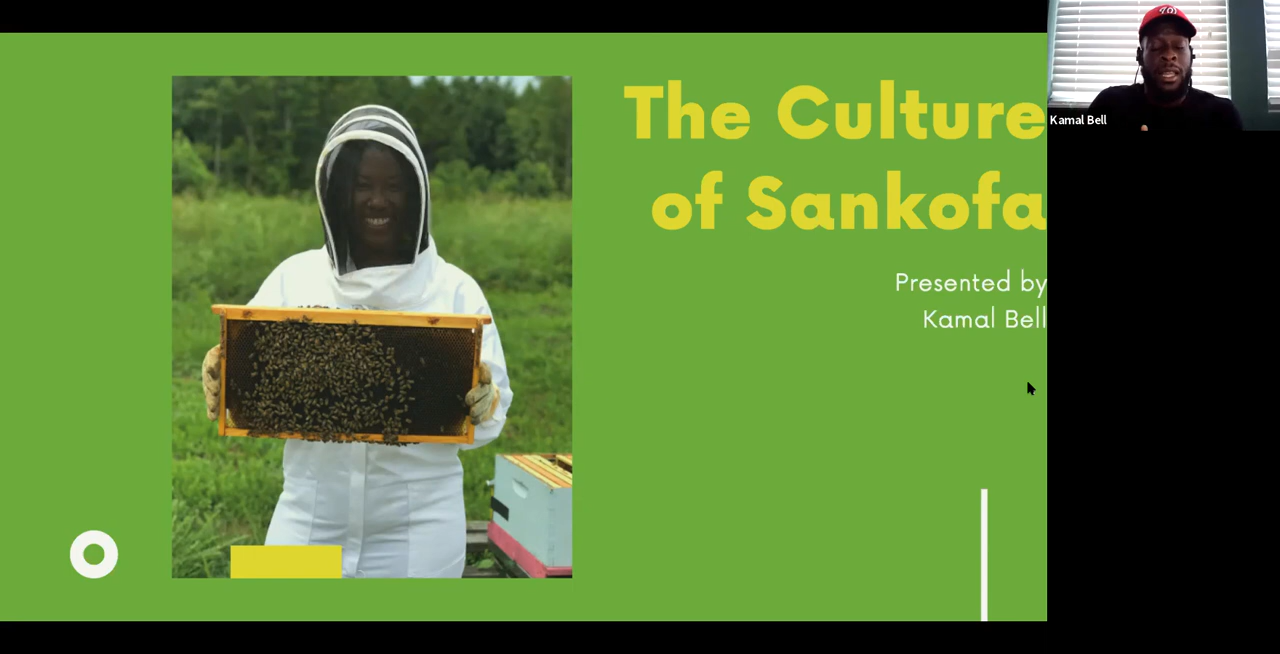 The Culture
of Sankofa
Presented by
Kamal Bell
Kamal Bell